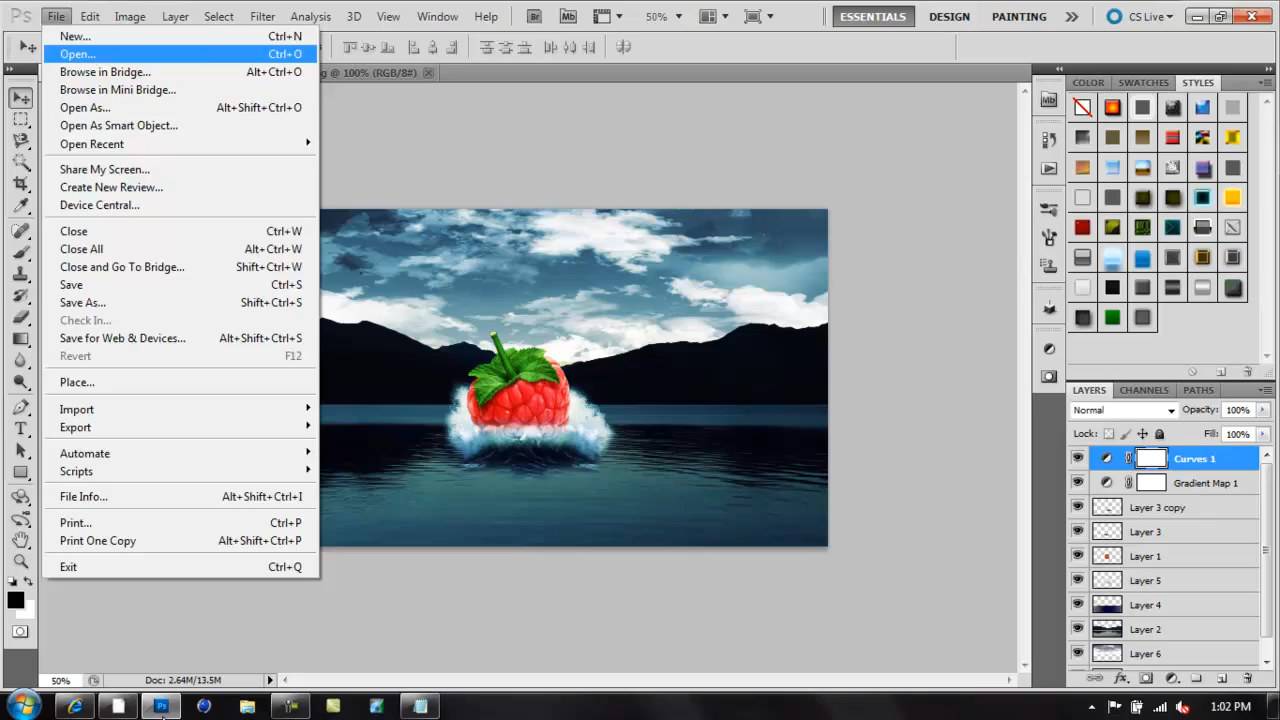 Ps File Edit Image Layer Select Filter Analysis 3D View Window Help Br Mb 50% ESSENTIALS DESIGN PAINTING CS Live
New... Ctrl+N
Open... Ctrl+O
Browse in Bridge... Alt+Ctrl+O
Browse in Mini Bridge...
Open As... Alt+Shift+Ctrl+O
Open As Smart Object...
Open Recent
Share My Screen...
Create New Review...
Device Central...
Close Ctrl+W
Close All Alt+Ctrl+W
Close and Go To Bridge... Shift+Ctrl+W
Save Ctrl+S
Save As... Shift+Ctrl+S
Check In...
Save for Web & Devices... Alt+Shift+Ctrl+S
Revert F12
Place...
Import
Export
Automate
Scripts
File Info... Alt+Shift+Ctrl+I
Print... Ctrl+P
Print One Copy Alt+Shift+Ctrl+P
Exit Ctrl+Q
g @ 100% (RGB/8#)
Mb
COLOR SWATCHES STYLES
LAYERS CHANNELS PATHS
Normal Opacity: 100%
Lock: Fill: 100%
Curves 1
Gradient Map 1
Layer 3 copy
Layer 3
Layer 1
Layer 5
Layer 4
Layer 2
Layer 6
50% Doc: 2.64M/13.5M
Ps
1:02 PM